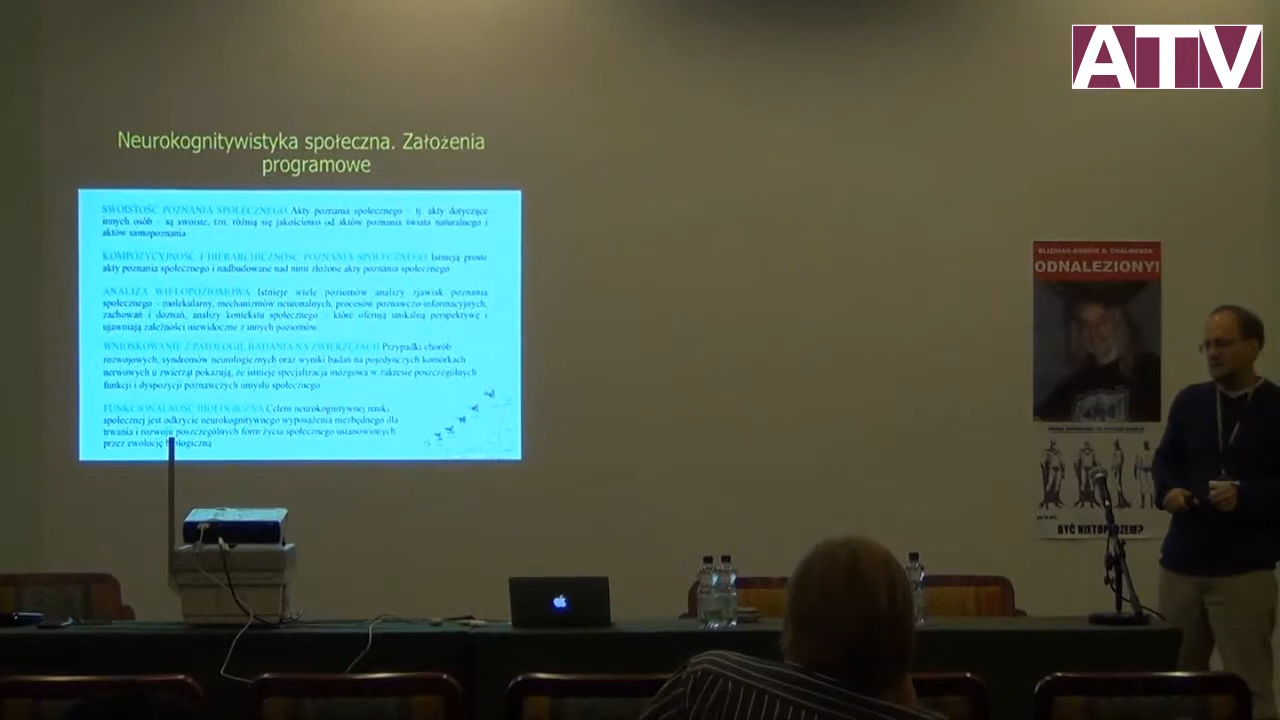 ATV
Neurokognitywistyka społeczna. Założenia
programowe
SWOISTOŚĆ POZNANIA SPOŁECZNEGO Akty poznania społecznego – tj. akty dotyczące
innych osób – są swoiste, tzn. różnią się jakościowo od aktów poznania świata naturalnego i
aktów samopoznania
KOMPOZYCYJNOŚĆ I HIERARCHICZNOŚĆ POZNANIA SPOŁECZNEGO Istnieją proste
akty poznania społecznego i nadbudowane nad nimi złożone akty poznania społecznego
ANALIZA WIELOPOZIOMOWA Istnieje wiele poziomów analizy zjawisk poznania
społecznego – molekularny, mechanizmów neuronalnych, procesów poznawczo-informacyjnych,
zachowań i doznań, analizy kontekstu społecznego – które oferują unikalną perspektywę i
ujawniają zależności niewidoczne z innych poziomów.
WNIOSKOWANIE Z PATOLOGII, BADANIA NA ZWIERZĘTACH Przypadki chorób
rozwojowych, syndromów neurologicznych oraz wyniki badań na pojedynczych komórkach
nerwowych u zwierząt pokazują, że istnieje specjalizacja mózgowa w zakresie poszczególnych
funkcji i dyspozycji poznawczych umysłu społecznego
FUNKCJONALNOŚĆ BIOLOGICZNA Celem neurokognitywnej nauki
społecznej jest odkrycie neurokognitywnego wyposażenia niezbędnego dla
trwania i rozwoju poszczególnych form życia społecznego ustanowionych
przez ewolucję biologiczną
BLIŹNIAK D. CHALMERSA
ODNALEZIONY!
BYĆ NIETOPERZEM?